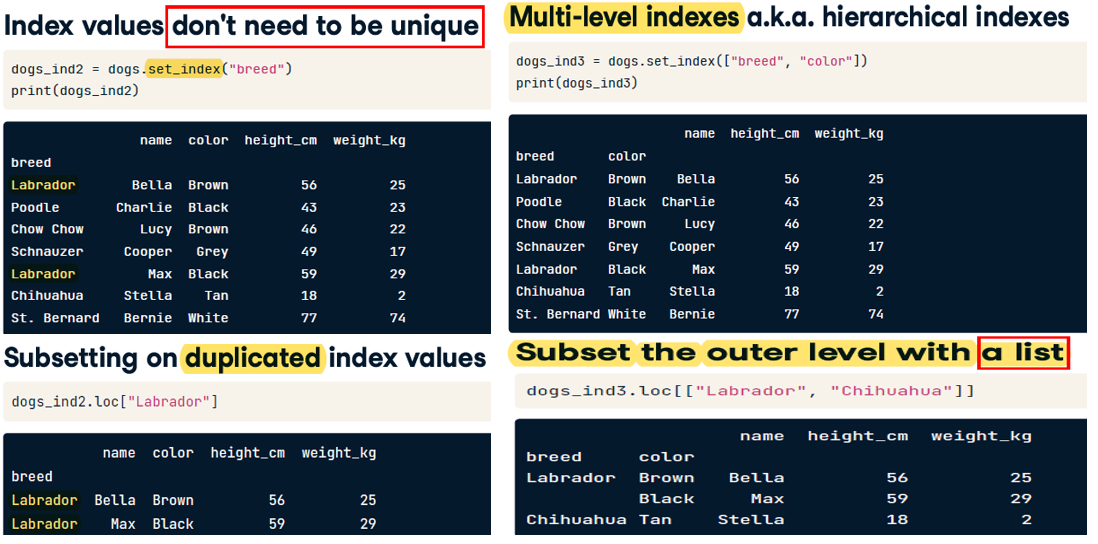 Index values don't need to be unique
dogs_ind2 = dogs.set_index("breed")
print(dogs_ind2)
name color height_cm weight_kg
breed
Labrador Bella Brown 56 25
Poodle Charlie Black 43 23
Chow Chow Lucy Brown 46 22
Schnauzer Cooper Grey 49 17
Labrador Max Black 59 29
Chihuahua Stella Tan 18 2
St. Bernard Bernie White 77 74
Subsetting on duplicated index values
dogs_ind2.loc["Labrador"]
name color height_cm weight_kg
breed
Labrador Bella Brown 56 25
Labrador Max Black 59 29
Multi-level indexes a.k.a. hierarchical indexes
dogs_ind3 = dogs.set_index(["breed", "color"])
print(dogs_ind3)
name height_cm weight_kg
breed color
Labrador Brown Bella 56 25
Poodle Black Charlie 43 23
Chow Chow Brown Lucy 46 22
Schnauzer Grey Cooper 49 17
Labrador Black Max 59 29
Chihuahua Tan Stella 18 2
St. Bernard White Bernie 77 74
Subset the outer level with a list
dogs_ind3.loc[["Labrador", "Chihuahua"]]
name height_cm weight_kg
breed color
Labrador Brown Bella 56 25
Black Max 59 29
Chihuahua Tan Stella 18 2